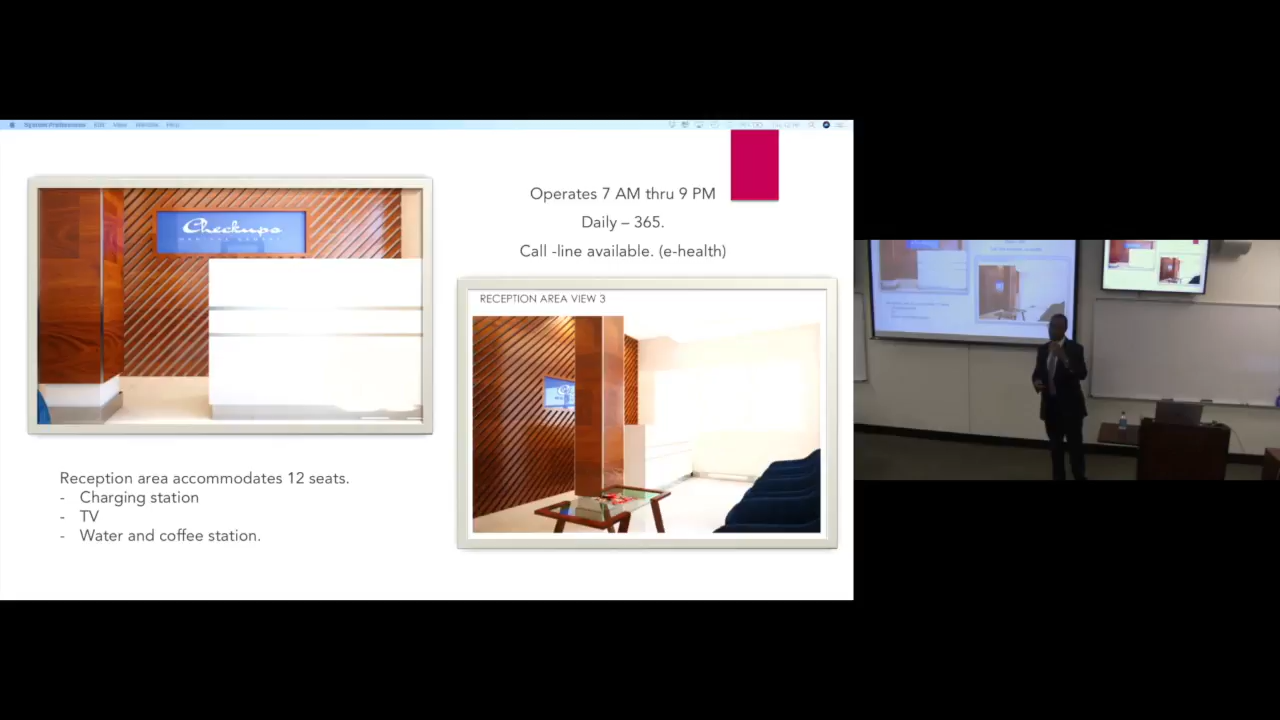 Operates 7 AM thru 9 PM
Daily – 365.
Call -line available. (e-health)
Checkups
RECEPTION AREA VIEW 3
Reception area accommodates 12 seats.
- Charging station
- TV
- Water and coffee station.